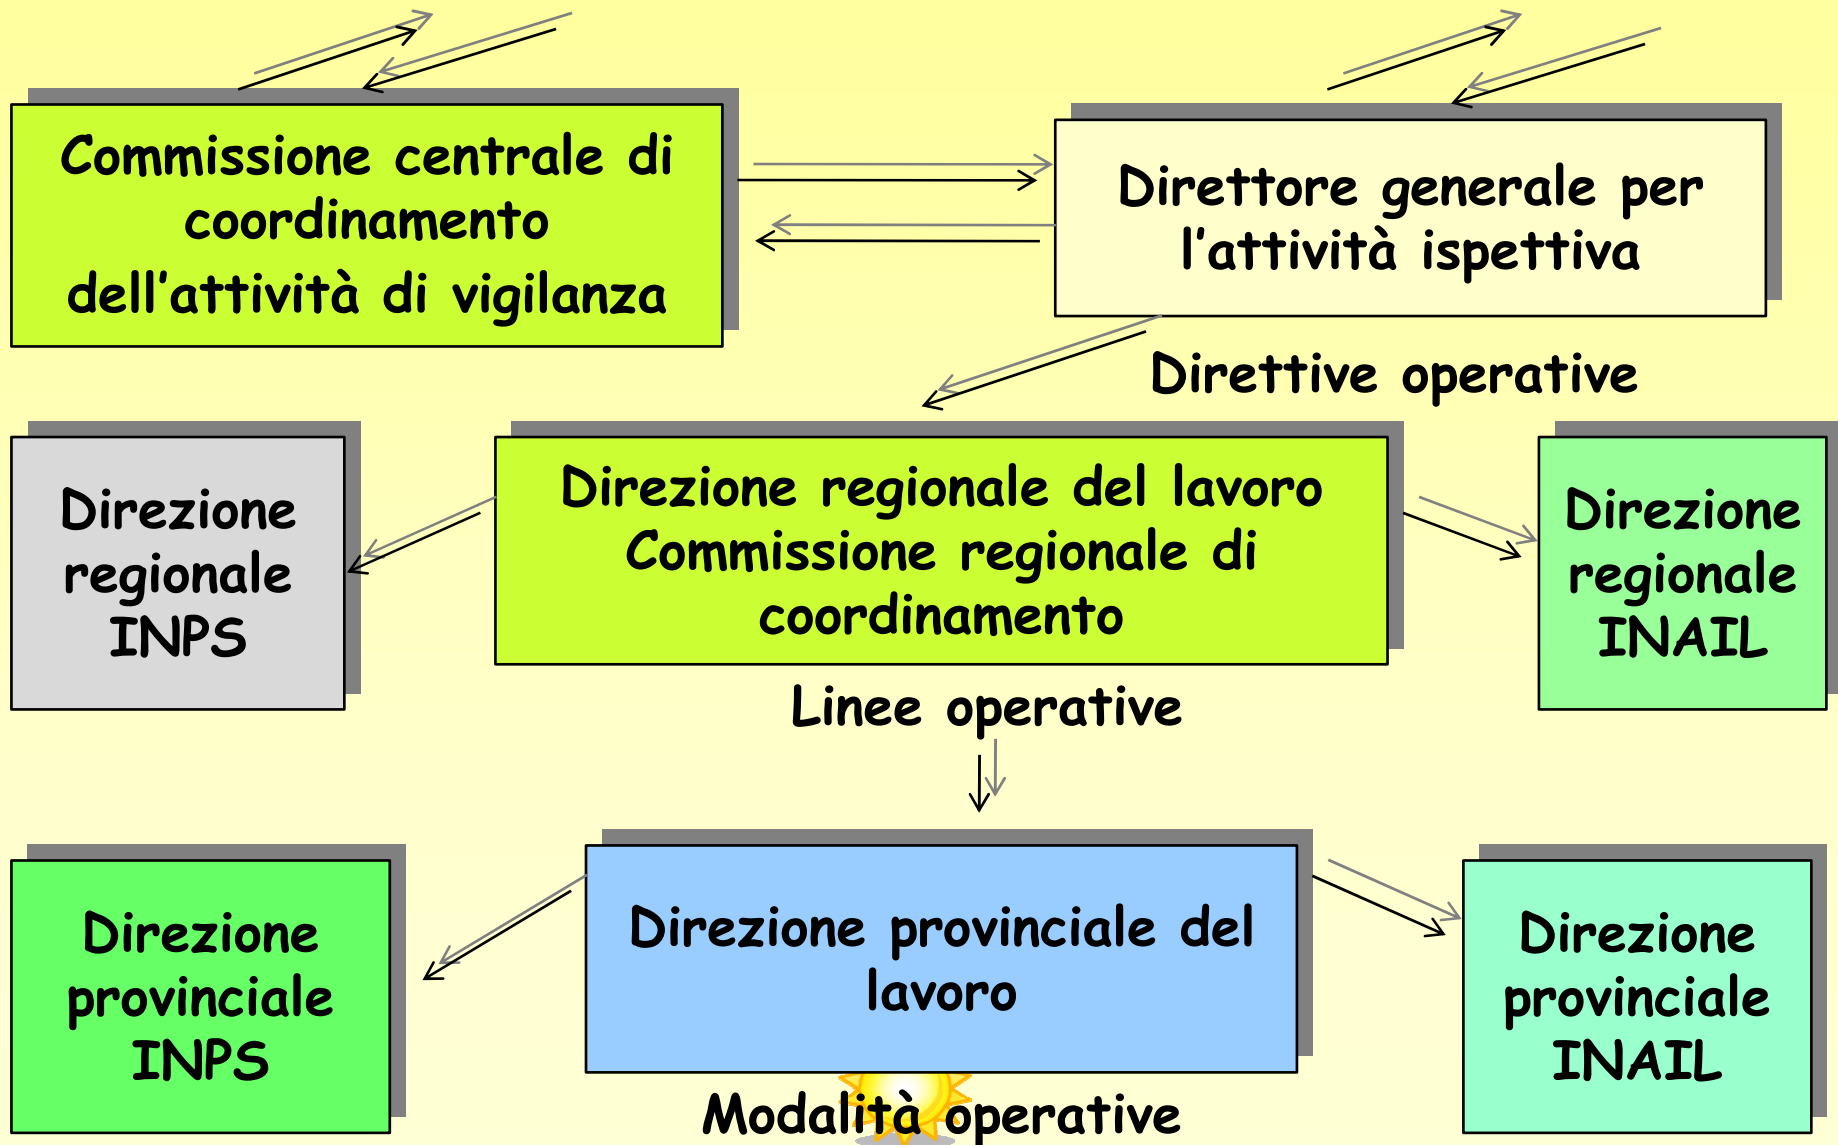 Commissione centrale di
coordinamento
dell'attività di vigilanza
Direttore generale per
l'attività ispettiva
Direttive operative
Direzione
regionale
INPS
Direzione regionale del lavoro
Commissione regionale di
coordinamento
Direzione
regionale
INAIL
Linee operative
Direzione
provinciale
INPS
Direzione provinciale del
lavoro
Direzione
provinciale
INAIL
Modalità operative